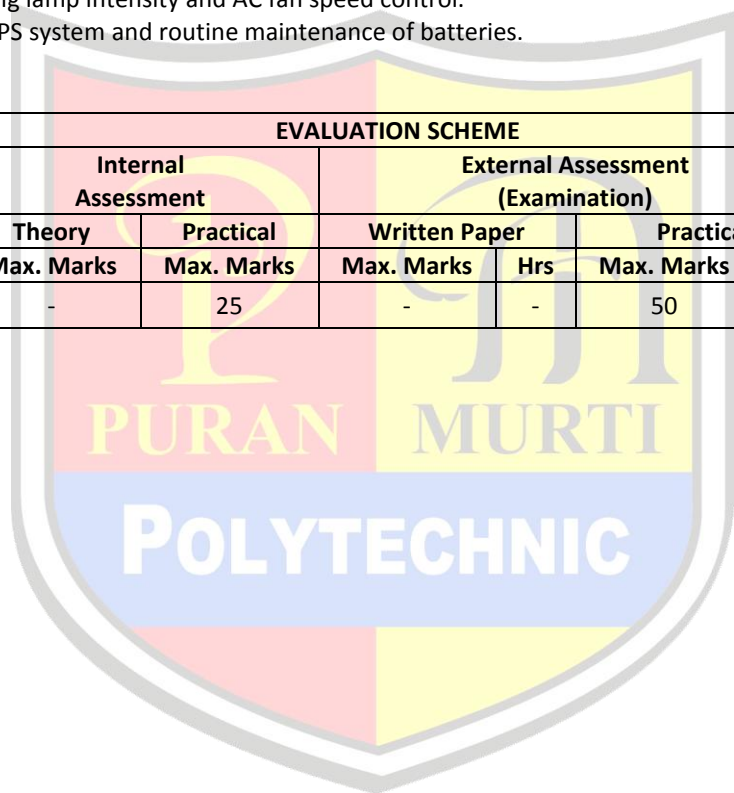 ng lamp intensity and AC fan speed control.
PS system and routine maintenance of batteries.
EVALUATION SCHEME
Internal Assessment
External Assessment (Examination)
Theory Practical Written Paper Practica
Max. Marks Max. Marks Max. Marks Hrs Max. Marks
- 25 - - 50
P m
PURAN MURTI
POLYTECHNIC